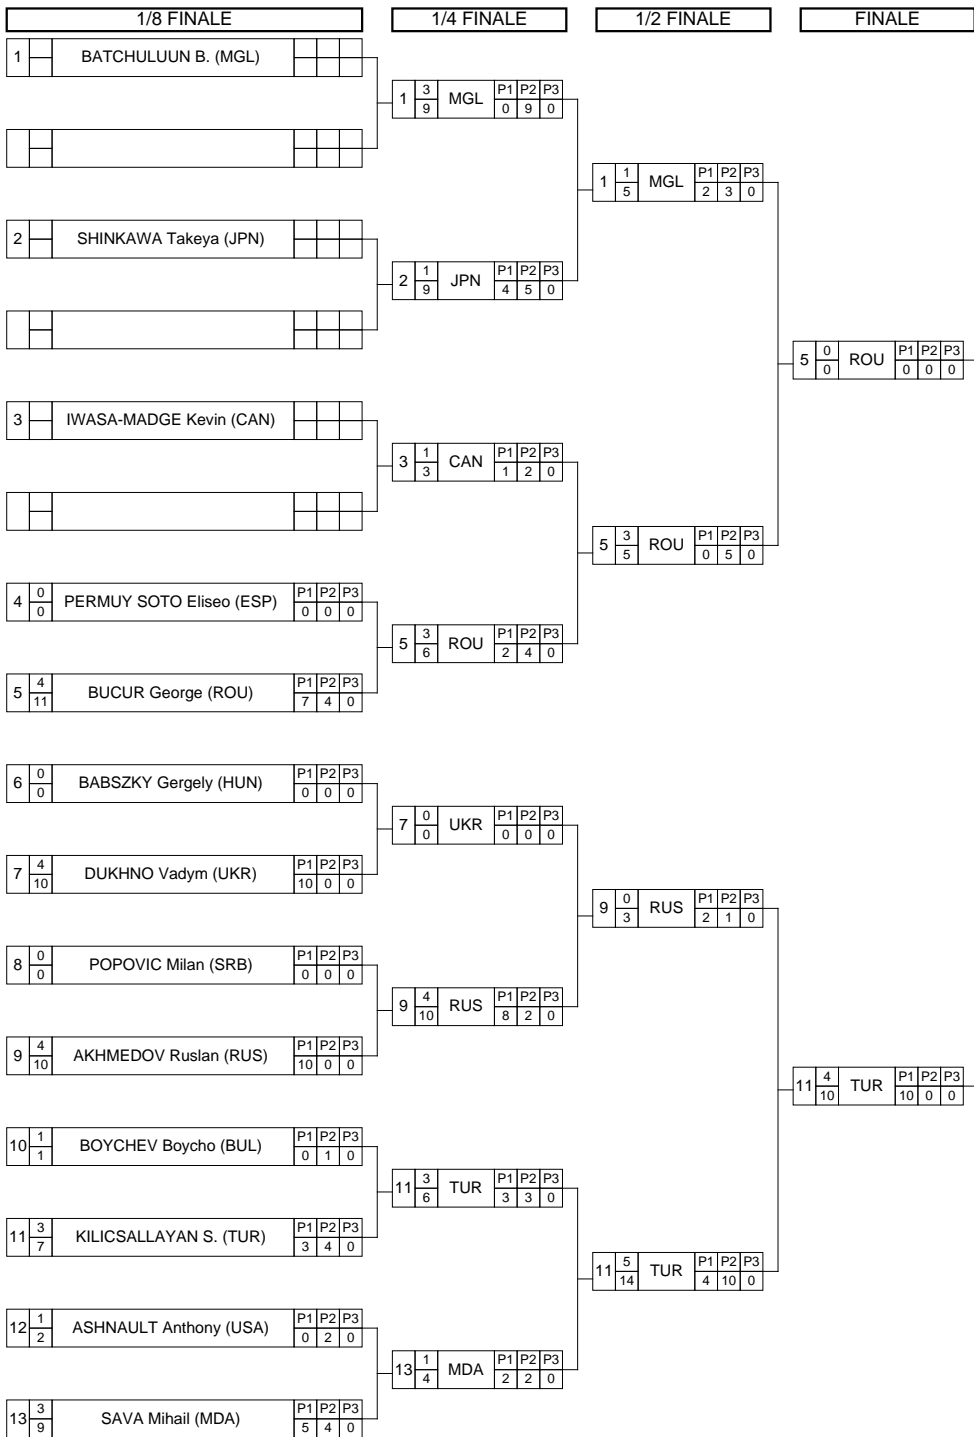 1/8 FINALE 1/4 FINALE 1/2 FINALE FINALE
1 BATCHULUUN B. (MGL)
1 3 9 MGL P1 P2 P3 0 9 0
1 1 5 MGL P1 P2 P3 2 3 0
2 SHINKAWA Takeya (JPN)
2 1 9 JPN P1 P2 P3 4 5 0
5 0 0 ROU P1 P2 P3 0 0 0
3 IWASA-MADGE Kevin (CAN)
3 1 3 CAN P1 P2 P3 1 2 0
5 3 5 ROU P1 P2 P3 0 5 0
4 0 0 PERMUY SOTO Eliseo (ESP) P1 P2 P3 0 0 0
5 3 6 ROU P1 P2 P3 2 4 0
5 4 11 BUCUR George (ROU) P1 P2 P3 7 4 0
6 0 0 BABSZKY Gergely (HUN) P1 P2 P3 0 0 0
7 0 0 UKR P1 P2 P3 0 0 0
7 4 10 DUKHNO Vadym (UKR) P1 P2 P3 10 0 0
9 0 3 RUS P1 P2 P3 2 1 0
8 0 0 POPOVIC Milan (SRB) P1 P2 P3 0 0 0
9 4 10 RUS P1 P2 P3 8 2 0
9 4 10 AKHMEDOV Ruslan (RUS) P1 P2 P3 10 0 0
11 4 10 TUR P1 P2 P3 10 0 0
10 1 1 BOYCHEV Boycho (BUL) P1 P2 P3 0 1 0
11 3 6 TUR P1 P2 P3 3 3 0
11 3 7 KILICSALLAYAN S. (TUR) P1 P2 P3 3 4 0
11 5 14 TUR P1 P2 P3 4 10 0
12 1 2 ASHNAULT Anthony (USA) P1 P2 P3 0 2 0
13 1 4 MDA P1 P2 P3 2 2 0
13 3 9 SAVA Mihail (MDA) P1 P2 P3 5 4 0